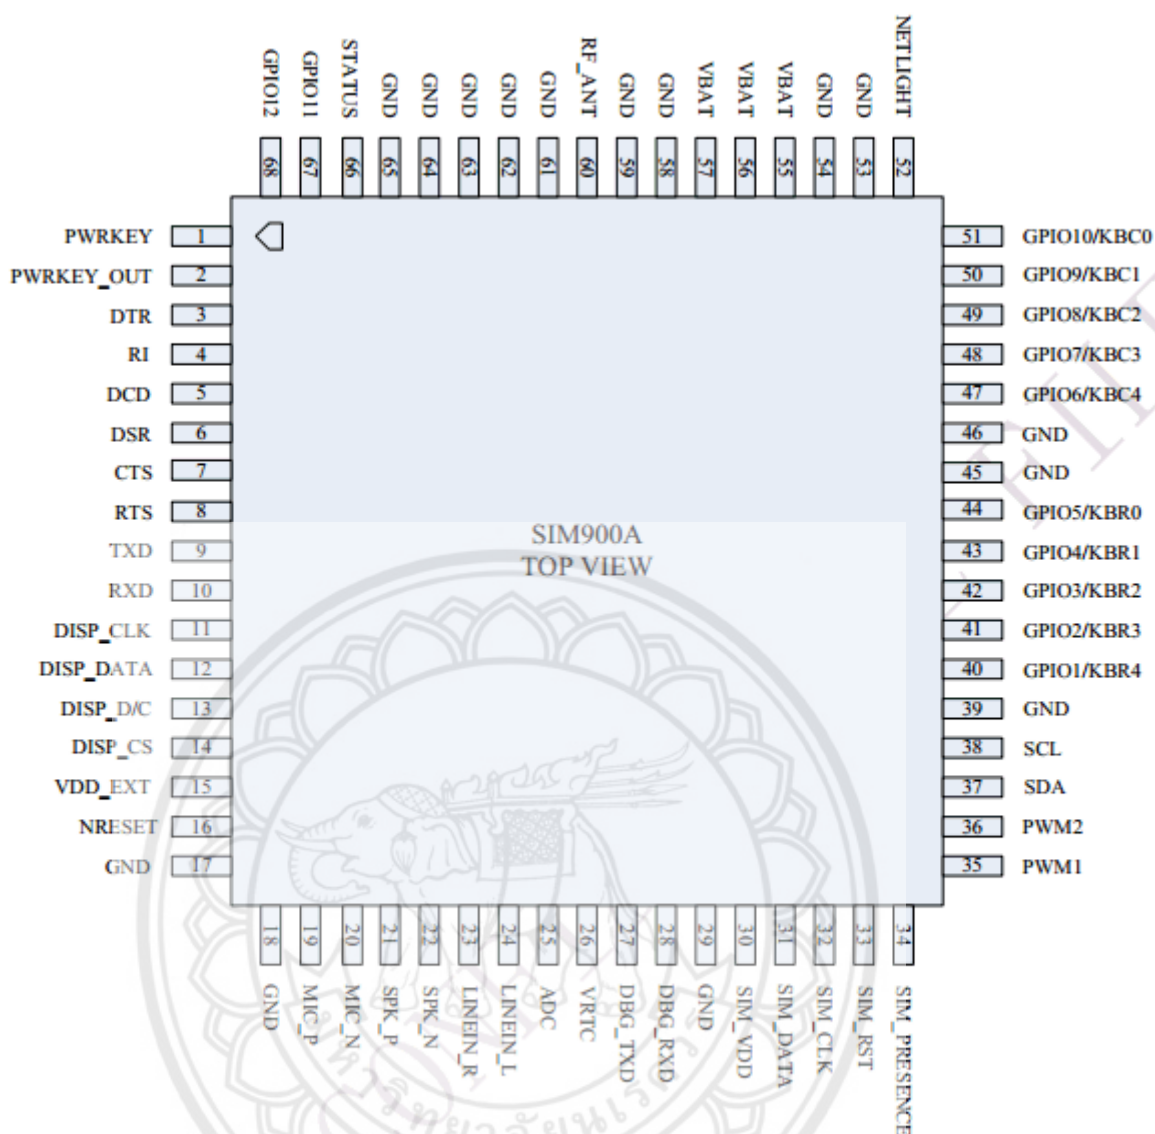 GPIO12
GPIO11
STATUS
GND
GND
GND
GND
GND
RF_ANT
GND
GND
VBAT
VBAT
VBAT
GND
GND
NETLIGHT
68
67
66
65
64
63
62
61
60
59
58
57
56
55
54
53
52
PWRKEY 1
PWRKEY_OUT 2
DTR 3
RI 4
DCD 5
DSR 6
CTS 7
RTS 8
TXD 9
RXD 10
DISP_CLK 11
DISP_DATA 12
DISP_D/C 13
DISP_CS 14
VDD_EXT 15
NRESET 16
GND 17
SIM900A
TOP VIEW
51 GPIO10/KBC0
50 GPIO9/KBC1
49 GPIO8/KBC2
48 GPIO7/KBC3
47 GPIO6/KBC4
46 GND
45 GND
44 GPIO5/KBR0
43 GPIO4/KBR1
42 GPIO3/KBR2
41 GPIO2/KBR3
40 GPIO1/KBR4
39 GND
38 SCL
37 SDA
36 PWM2
35 PWM1
18
19
20
21
22
23
24
25
26
27
28
29
30
31
32
33
34
GND
MIC_P
MIC_N
SPK_P
SPK_N
LINEIN_R
LINEIN_L
ADC
VRTC
DBG_TXD
DBG_RXD
GND
SIM_VDD
SIM_DATA
SIM_CLK
SIM_RST
SIM_PRESENCE